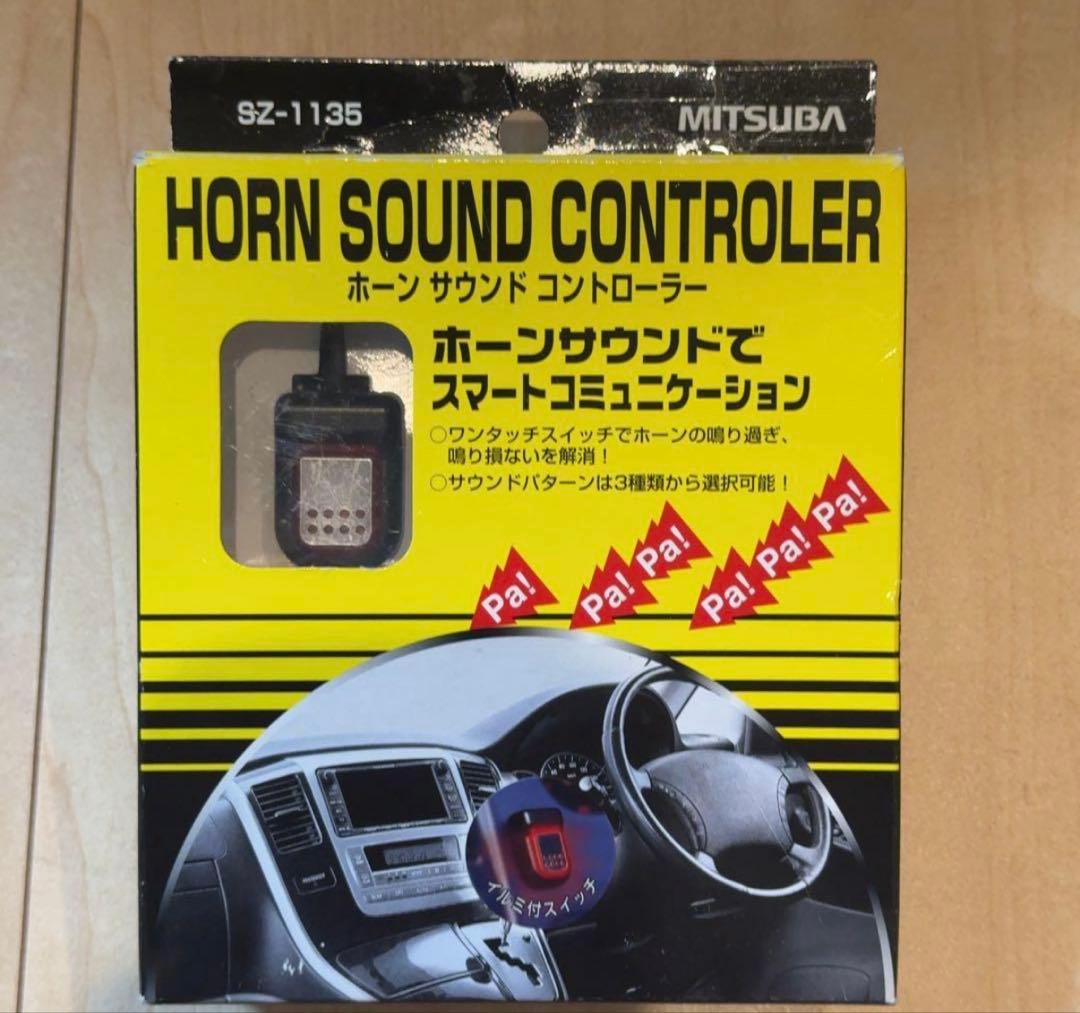 SZ-1135
MITSUBA
HORN SOUND CONTROLER
ホーン サウンド コントローラー
ホーンサウンドで
スマートコミュニケーション
○ワンタッチスイッチでホーンの鳴り過ぎ、
鳴り損ないを解消！
○サウンドパターンは3種類から選択可能！
Pa!
Pa! Pa!
Pa! Pa! Pa!
イルミ付スイッチ